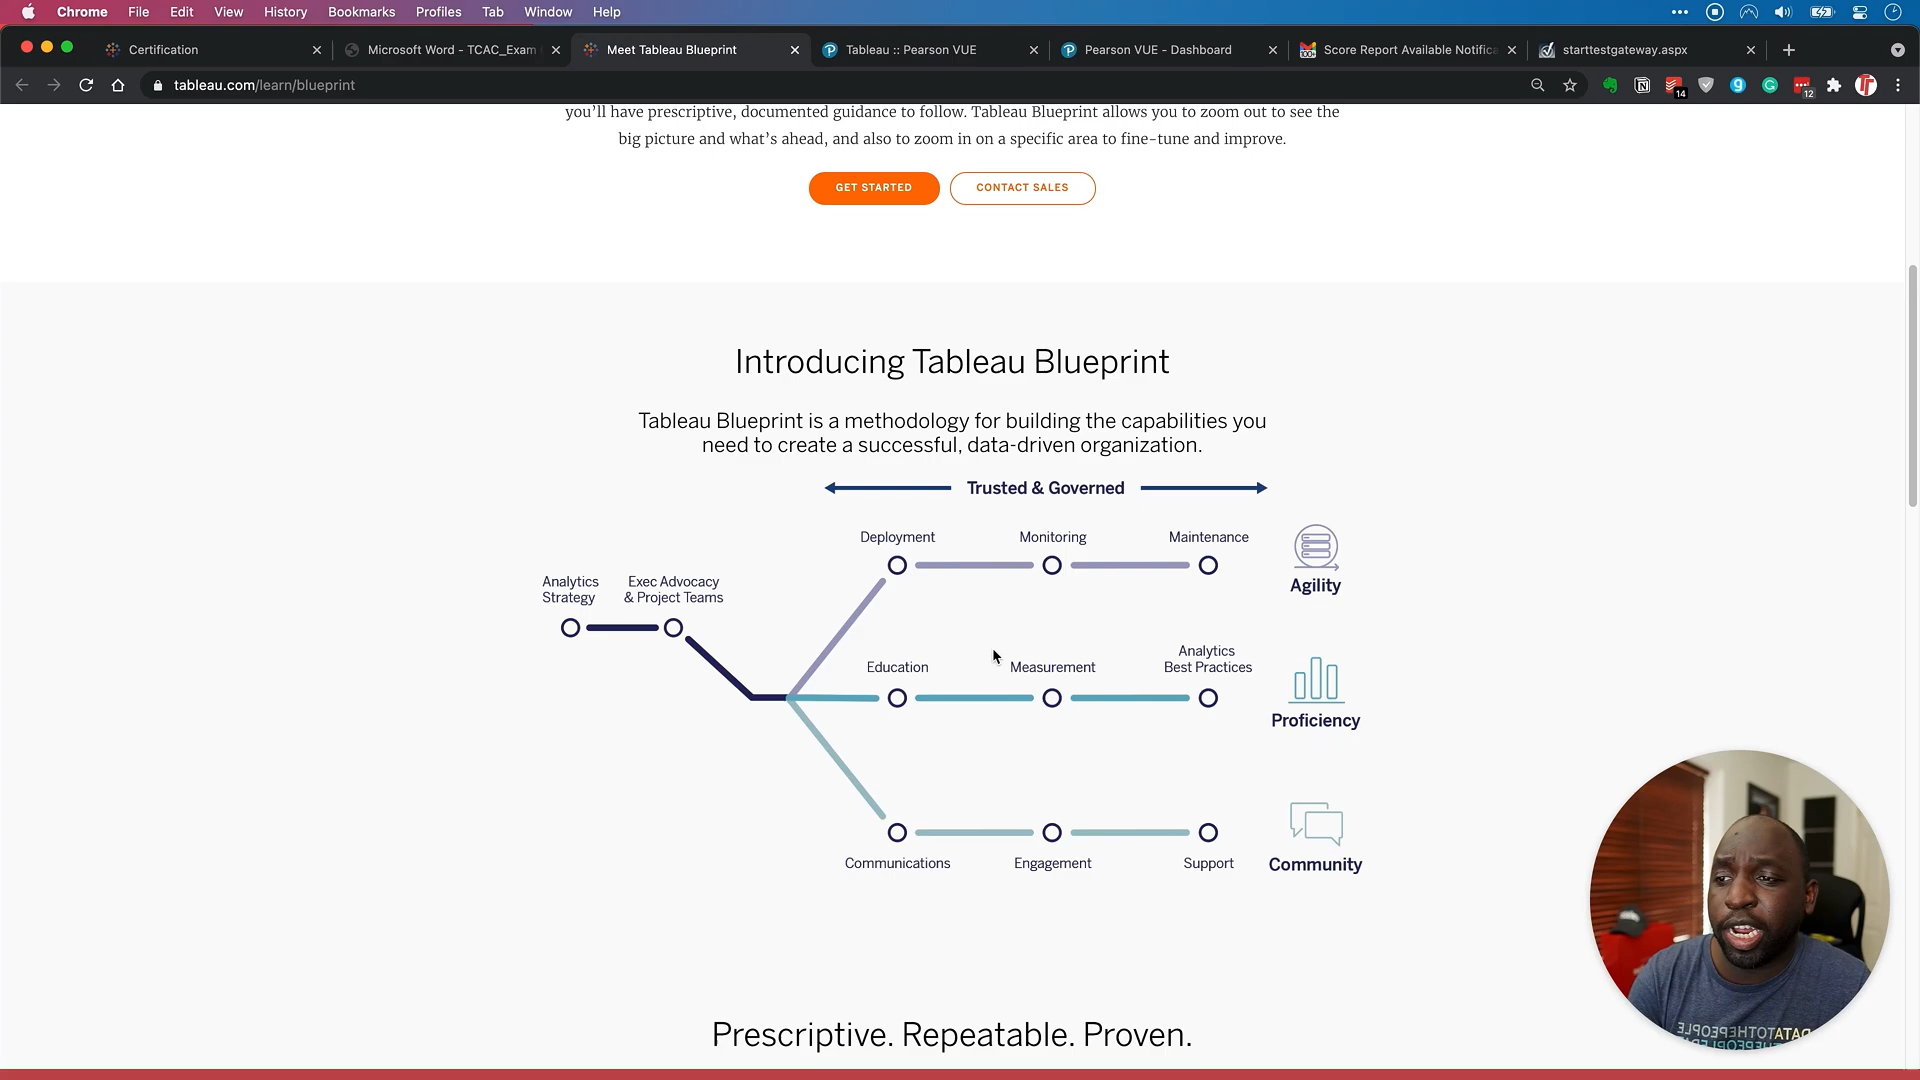 Chrome File Edit View History Bookmarks Profiles Tab Window Help
Certification
Microsoft Word - TCAC_Exam
Meet Tableau Blueprint
Tableau :: Pearson VUE
Pearson VUE - Dashboard
Score Report Available Notifica
starttestgateway.aspx
tableau.com/learn/blueprint
14
12
you'll have prescriptive, documented guidance to follow. Tableau Blueprint allows you to zoom out to see the
big picture and what's ahead, and also to zoom in on a specific area to fine-tune and improve.
GET STARTED
CONTACT SALES
Introducing Tableau Blueprint
Tableau Blueprint is a methodology for building the capabilities you
need to create a successful, data-driven organization.
Trusted & Governed
Deployment
Monitoring
Maintenance
Agility
Analytics
Strategy
Exec Advocacy
& Project Teams
Education
Measurement
Analytics
Best Practices
Proficiency
Communications
Engagement
Support
Community
Prescriptive. Repeatable. Proven.
DATATOTHEPEOPLE